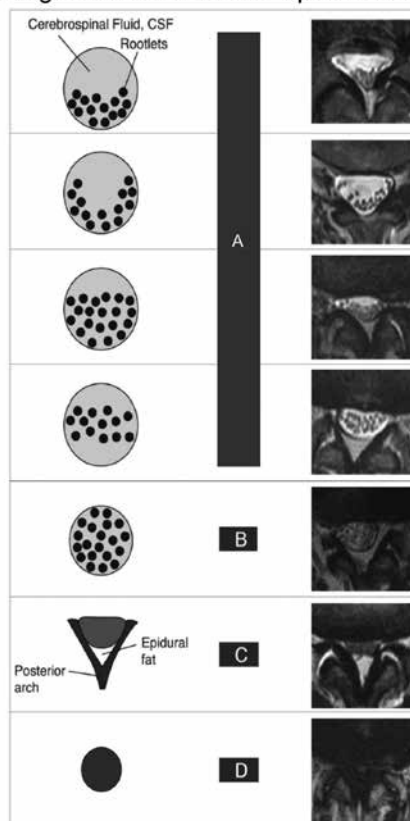 Cerebrospinal Fluid, CSF
Rootlets
A
B
Epidural
fat
C
Posterior
arch
D